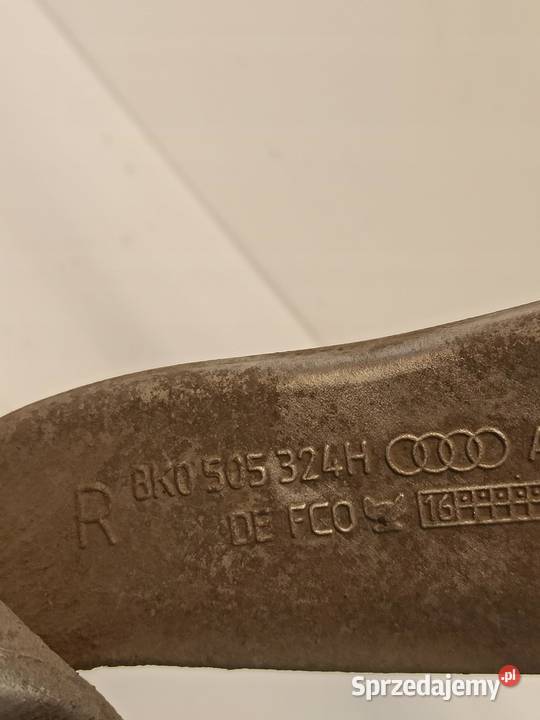 R 8K0 505 324H A
DE FCO 16
Sprzedajemy.pl